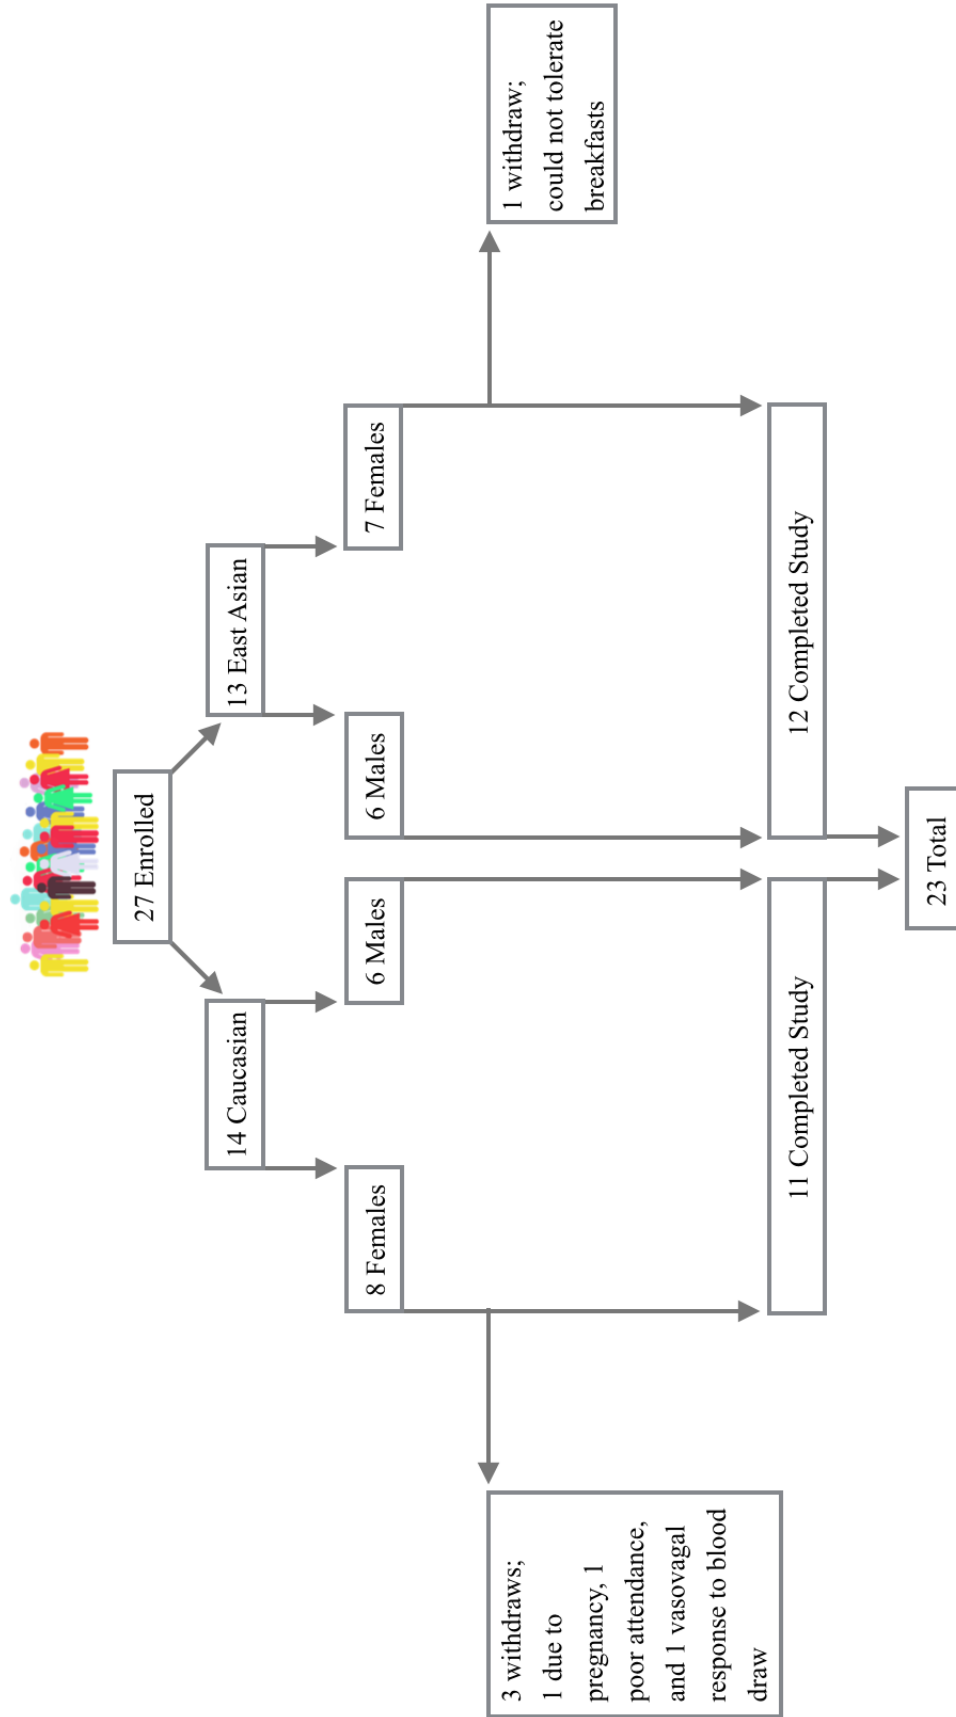 27 Enrolled
14 Caucasian
13 East Asian
8 Females
6 Males
6 Males
7 Females
3 withdraws;
1 due to
pregnancy, 1
poor attendance,
and 1 vasovagal
response to blood
draw
1 withdraw;
could not tolerate
breakfasts
11 Completed Study
12 Completed Study
23 Total